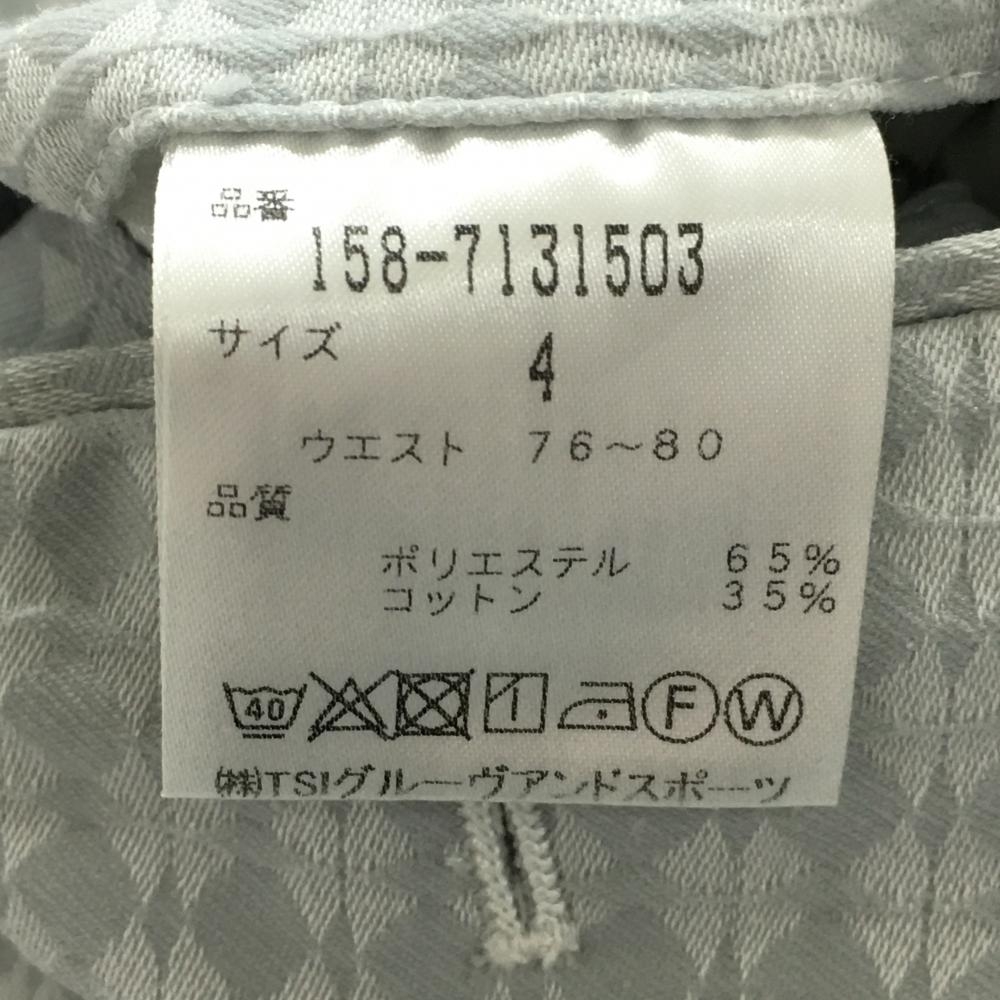 品番
158-7131503
サイズ 4
ウエスト 76～80
品質
ポリエステル 65%
コットン 35%
40 F W
㈱TSIグルーヴアンドスポーツ